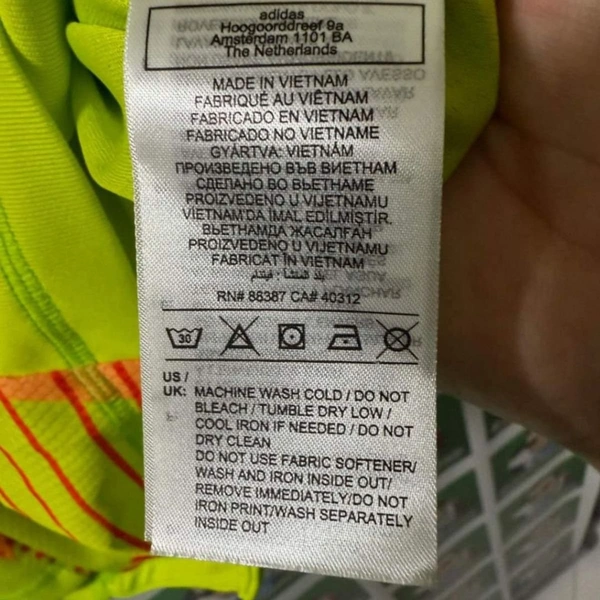 adidas
Hoogoorddreef 9a
Amsterdam 1101 BA
The Netherlands
MADE IN VIETNAM
FABRIQUÉ AU VIÊTNAM
FABRICADO EN VIETNAM
FABRICADO NO VIETNAME
GYÁRTVA: VIETNÁM
ПРОИЗВЕДЕНО ВЪВ ВИЕТНАМ
СДЕЛАНО ВО ВЬЕТНАМЕ
PROIZVEDENO U VIJETNAMU
VIETNAM'DA İMAL EDİLMİŞTİR.
ВЬЕТНАМДА ЖАСАЛҒАН
PROIZVEDENO U VIJETNAMU
FABRICAT ÎN VIETNAM
RN# 88387 CA# 40312
30
US /
UK: MACHINE WASH COLD / DO NOT
BLEACH / TUMBLE DRY LOW /
COOL IRON IF NEEDED / DO NOT
DRY CLEAN
DO NOT USE FABRIC SOFTENER/
WASH AND IRON INSIDE OUT/
REMOVE IMMEDIATELY/DO NOT
IRON PRINT/WASH SEPARATELY
INSIDE OUT